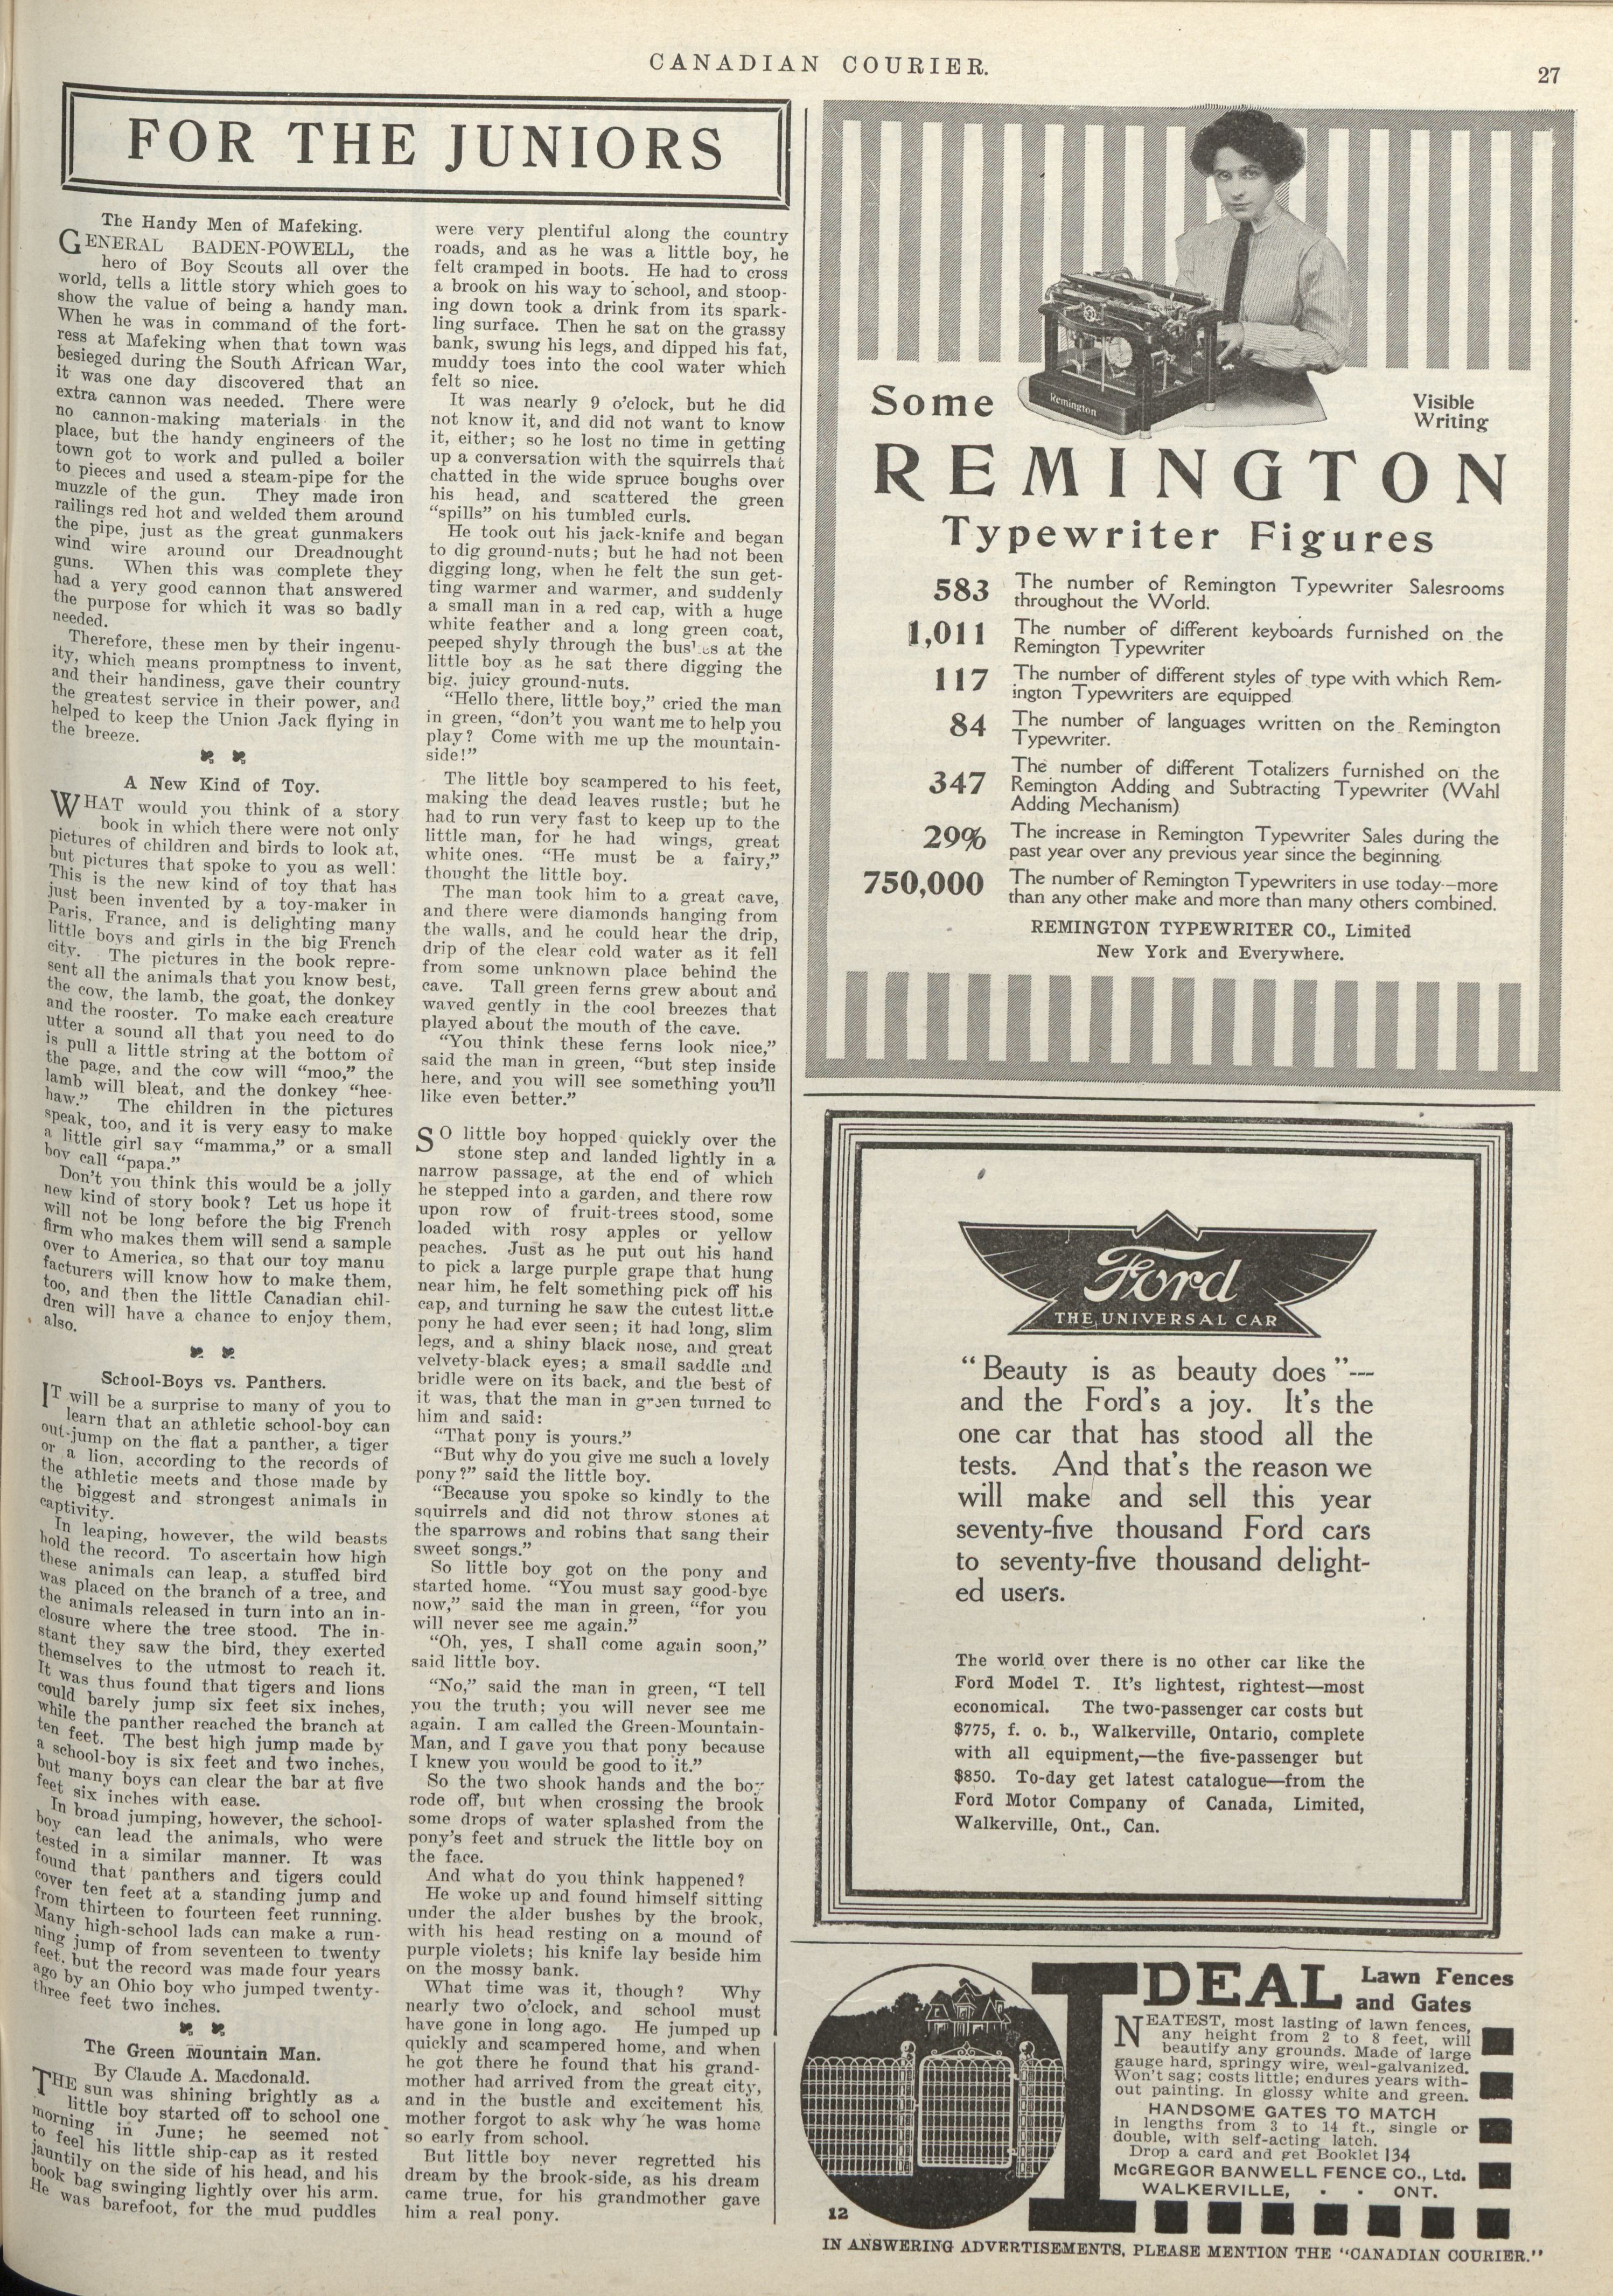 CANADIAN COURIER.
27
FOR THE JUNIORS
The Handy Men of Mafeking.
GENERAL BADEN-POWELL, the
hero of Boy Scouts all over the
world, tells a little story which goes to
show the value of being a handy man.
When he was in command of the fort-
ress at Mafeking when that town was
besieged during the South African War,
it was one day discovered that an
extra cannon was needed. There were
no cannon-making materials in the
place, but the handy engineers of the
town got to work and pulled a boiler
to pieces and used a steam-pipe for the
muzzle of the gun. They made iron
railings red hot and welded them around
the pipe, just as the great gunmakers
wind wire around our Dreadnought
guns. When this was complete they
had a very good cannon that answered
the purpose for which it was so badly
needed.
Therefore, these men by their ingenu-
ity, which means promptness to invent,
and their handiness, gave their country
the greatest service in their power, and
helped to keep the Union Jack flying in
the breeze.
A New Kind of Toy.
WHAT would you think of a story
book in which there were not only
pictures of children and birds to look at,
but pictures that spoke to you as well?
This is the new kind of toy that has
just been invented by a toy-maker in
Paris, France, and is delighting many
little boys and girls in the big French
city. The pictures in the book repre-
sent all the animals that you know best,
the cow, the lamb, the goat, the donkey
and the rooster. To make each creature
utter a sound all that you need to do
is pull a little string at the bottom of
the page, and the cow will "moo," the
lamb will bleat, and the donkey "hee-
haw." The children in the pictures
speak, too, and it is very easy to make
a little girl say "mamma," or a small
boy call "papa."
Don't you think this would be a jolly
new kind of story book? Let us hope it
will not be long before the big French
firm who makes them will send a sample
over to America, so that our toy manu
facturers will know how to make them,
too, and then the little Canadian chil-
dren will have a chance to enjoy them,
also.
School-Boys vs. Panthers.
IT will be a surprise to many of you to
learn that an athletic school-boy can
out-jump on the flat a panther, a tiger
or a lion, according to the records of
the athletic meets and those made by
the biggest and strongest animals in
captivity.
In leaping, however, the wild beasts
hold the record. To ascertain how high
these animals can leap, a stuffed bird
was placed on the branch of a tree, and
the animals released in turn into an in-
closure where the tree stood. The in-
stant they saw the bird, they exerted
themselves to the utmost to reach it.
It was thus found that tigers and lions
could barely jump six feet six inches,
while the panther reached the branch at
ten feet. The best high jump made by
a school-boy is six feet and two inches,
but many boys can clear the bar at five
feet six inches with ease.
In broad jumping, however, the school-
boy can lead the animals, who were
tested in a similar manner. It was
found that panthers and tigers could
cover ten feet at a standing jump and
from thirteen to fourteen feet running.
Many high-school lads can make a run-
ning jump of from seventeen to twenty
feet, but the record was made four years
ago by an Ohio boy who jumped twenty-
three feet two inches.
The Green Mountain Man.
By Claude A. Macdonald.
THE sun was shining brightly as a
little boy started off to school one
morning in June; he seemed not
to feel his little ship-cap as it rested
jauntily on the side of his head, and his
book bag swinging lightly over his arm.
He was barefoot, for the mud puddles
were very plentiful along the country
roads, and as he was a little boy, he
felt cramped in boots. He had to cross
a brook on his way to school, and stoop-
ing down took a drink from its spark-
ling surface. Then he sat on the grassy
bank, swung his legs, and dipped his fat,
muddy toes into the cool water which
felt so nice.
It was nearly 9 o'clock, but he did
not know it, and did not want to know
it, either; so he lost no time in getting
up a conversation with the squirrels that
chatted in the wide spruce boughs over
his head, and scattered the green
"spills" on his tumbled curls.
He took out his jack-knife and began
to dig ground-nuts; but he had not been
digging long, when he felt the sun get-
ting warmer and warmer, and suddenly
a small man in a red cap, with a huge
white feather and a long green coat,
peeped shyly through the bushes at the
little boy as he sat there digging the
big, juicy ground-nuts.
"Hello there, little boy," cried the man
in green, "don't you want me to help you
play? Come with me up the mountain-
side!"
The little boy scampered to his feet,
making the dead leaves rustle; but he
had to run very fast to keep up to the
little man, for he had wings, great
white ones. "He must be a fairy,"
thought the little boy.
The man took him to a great cave,
and there were diamonds hanging from
the walls, and he could hear the drip,
drip of the clear cold water as it fell
from some unknown place behind the
cave. Tall green ferns grew about and
waved gently in the cool breezes that
played about the mouth of the cave.
"You think these ferns look nice,"
said the man in green, "but step inside
here, and you will see something you'll
like even better."
SO little boy hopped quickly over the
stone step and landed lightly in a
narrow passage, at the end of which
he stepped into a garden, and there row
upon row of fruit-trees stood, some
loaded with rosy apples or yellow
peaches. Just as he put out his hand
to pick a large purple grape that hung
near him, he felt something pick off his
cap, and turning he saw the cutest little
pony he had ever seen; it had long, slim
legs, and a shiny black nose, and great
velvety-black eyes; a small saddle and
bridle were on its back, and the best of
it was, that the man in green turned to
him and said:
"That pony is yours."
"But why do you give me such a lovely
pony?" said the little boy.
"Because you spoke so kindly to the
squirrels and did not throw stones at
the sparrows and robins that sang their
sweet songs."
So little boy got on the pony and
started home. "You must say good-bye
now," said the man in green, "for you
will never see me again."
"Oh, yes, I shall come again soon,"
said little boy.
"No," said the man in green, "I tell
you the truth; you will never see me
again. I am called the Green-Mountain-
Man, and I gave you that pony because
I knew you would be good to it."
So the two shook hands and the boy
rode off, but when crossing the brook
some drops of water splashed from the
pony's feet and struck the little boy on
the face.
And what do you think happened?
He woke up and found himself sitting
under the alder bushes by the brook,
with his head resting on a mound of
purple violets; his knife lay beside him
on the mossy bank.
What time was it, though? Why
nearly two o'clock, and school must
have gone in long ago. He jumped up
quickly and scampered home, and when
he got there he found that his grand-
mother had arrived from the great city,
and in the bustle and excitement his
mother forgot to ask why he was home
so early from school.
But little boy never regretted his
dream by the brook-side, as his dream
came true, for his grandmother gave
him a real pony.
Remington
Some
Visible
Writing
REMINGTON
Typewriter Figures
583 The number of Remington Typewriter Salesrooms
throughout the World.
1,011 The number of different keyboards furnished on the
Remington Typewriter
117 The number of different styles of type with which Rem-
ington Typewriters are equipped
84 The number of languages written on the Remington
Typewriter.
347 The number of different Totalizers furnished on the
Remington Adding and Subtracting Typewriter (Wahl
Adding Mechanism)
29% The increase in Remington Typewriter Sales during the
past year over any previous year since the beginning.
750,000 The number of Remington Typewriters in use today--more
than any other make and more than many others combined.
REMINGTON TYPEWRITER CO., Limited
New York and Everywhere.
Ford
THE UNIVERSAL CAR
"Beauty is as beauty does"---
and the Ford's a joy. It's the
one car that has stood all the
tests. And that's the reason we
will make and sell this year
seventy-five thousand Ford cars
to seventy-five thousand delight-
ed users.
The world over there is no other car like the
Ford Model T. It's lightest, rightest—most
economical. The two-passenger car costs but
$775, f. o. b., Walkerville, Ontario, complete
with all equipment,—the five-passenger but
$850. To-day get latest catalogue—from the
Ford Motor Company of Canada, Limited,
Walkerville, Ont., Can.
IDEAL Lawn Fences
and Gates
NEATEST, most lasting of lawn fences,
any height from 2 to 8 feet, will
beautify any grounds. Made of large
gauge hard, springy wire, well-galvanized.
Won't sag; costs little; endures years with-
out painting. In glossy white and green.
HANDSOME GATES TO MATCH
in lengths from 3 to 14 ft., single or
double, with self-acting latch.
Drop a card and get Booklet 134
McGREGOR BANWELL FENCE CO., Ltd.
WALKERVILLE, - - ONT.
12
IN ANSWERING ADVERTISEMENTS, PLEASE MENTION THE "CANADIAN COURIER."